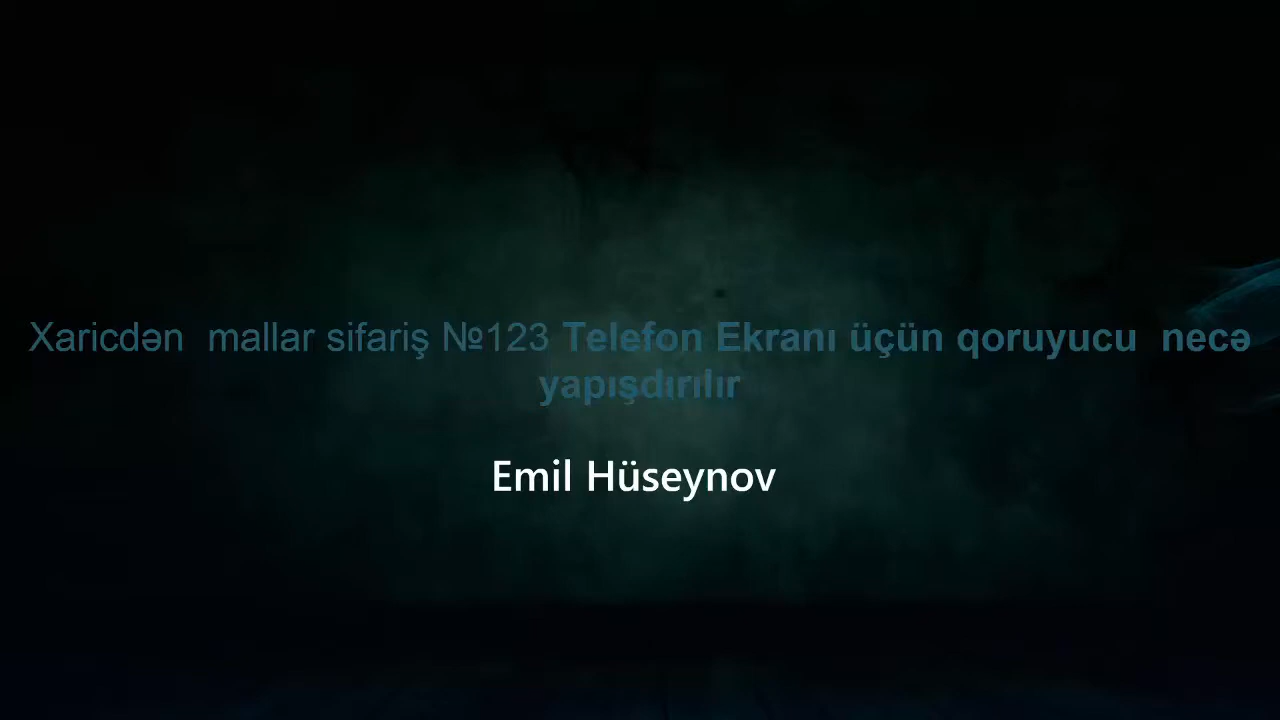 Xaricdən  mallar sifariş №123 Telefon Ekranı üçün qoruyucu  necə
yapışdırılır
Emil Hüseynov